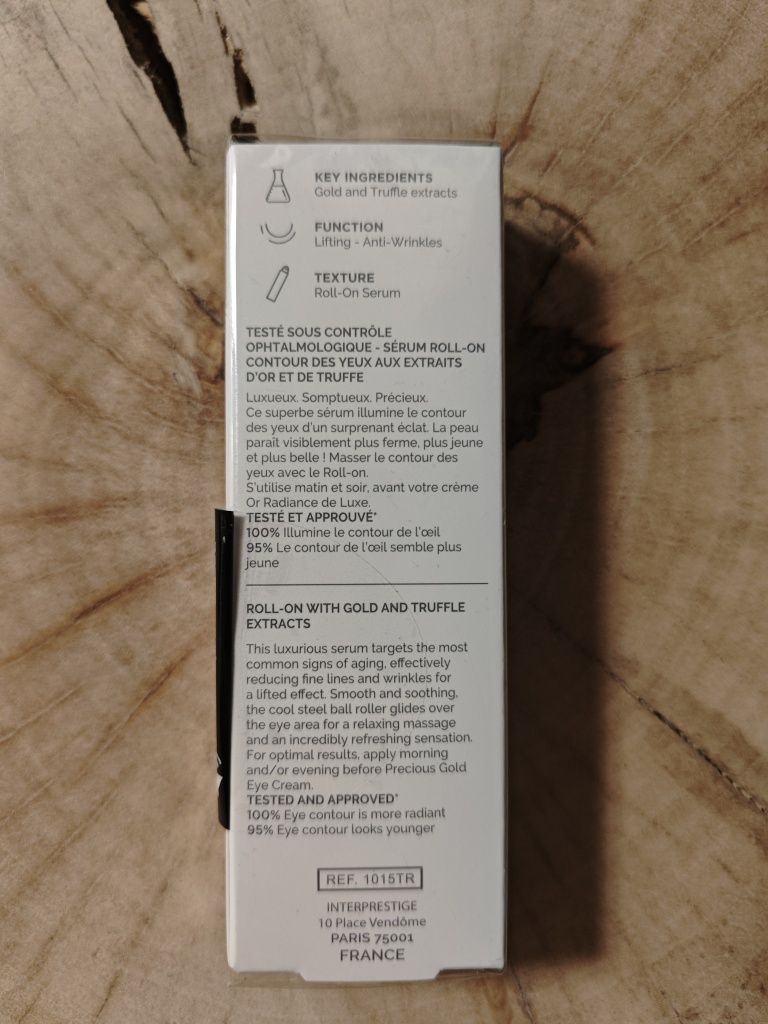 KEY INGREDIENTS
Gold and Truffle extracts
FUNCTION
Lifting - Anti-Wrinkles
TEXTURE
Roll-On Serum
TESTÉ SOUS CONTRÔLE
OPHTALMOLOGIQUE - SÉRUM ROLL-ON
CONTOUR DES YEUX AUX EXTRAITS
D'OR ET DE TRUFFE
Luxueux. Somptueux. Précieux.
Ce superbe sérum illumine le contour
des yeux d'un surprenant éclat. La peau
paraît visiblement plus ferme, plus jeune
et plus belle ! Masser le contour des
yeux avec le Roll-on.
S'utilise matin et soir, avant votre crème
Or Radiance de Luxe.
TESTÉ ET APPROUVÉ*
100% Illumine le contour de l'œil
95% Le contour de l'œil semble plus
jeune
ROLL-ON WITH GOLD AND TRUFFLE
EXTRACTS
This luxurious serum targets the most
common signs of aging, effectively
reducing fine lines and wrinkles for
a lifted effect. Smooth and soothing,
the cool steel ball roller glides over
the eye area for a relaxing massage
and an incredibly refreshing sensation.
For optimal results, apply morning
and/or evening before Precious Gold
Eye Cream.
TESTED AND APPROVED*
100% Eye contour is more radiant
95% Eye contour looks younger
REF. 1015TR
INTERPRESTIGE
10 Place Vendôme
PARIS 75001
FRANCE